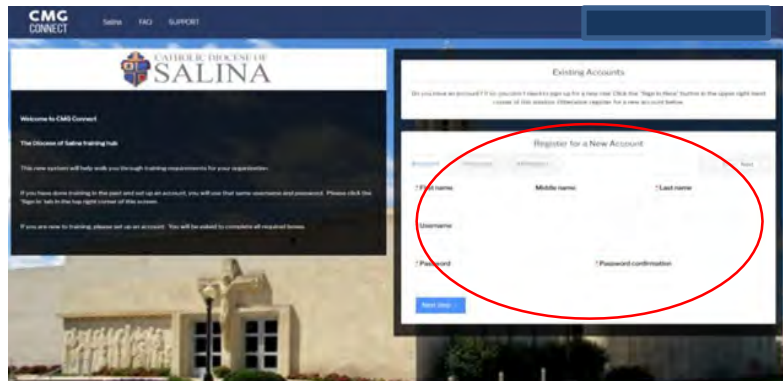 CMG
CONNECT
Salina FAQ SUPPORT
CATHOLIC DIOCESE OF
SALINA
Welcome to CMG Connect
The Diocese of Salina training hub
This new system will help walk you through training requirements for your organization.
If you have done training in the past and set up an account, you will use that same username and password. Please click the
'Sign in' tab in the top right corner of this screen.
If you are new to training, please set up an account. You will be asked to complete all required boxes.
Existing Accounts
Do you have an account? If so, you don't need to sign up for a new one! Click the "Sign In Here" button in the upper right hand
corner of this window. Otherwise register for a new account below.
Register for a New Account
Next
* First name Middle name * Last name
Username
* Password * Password confirmation
Next Step